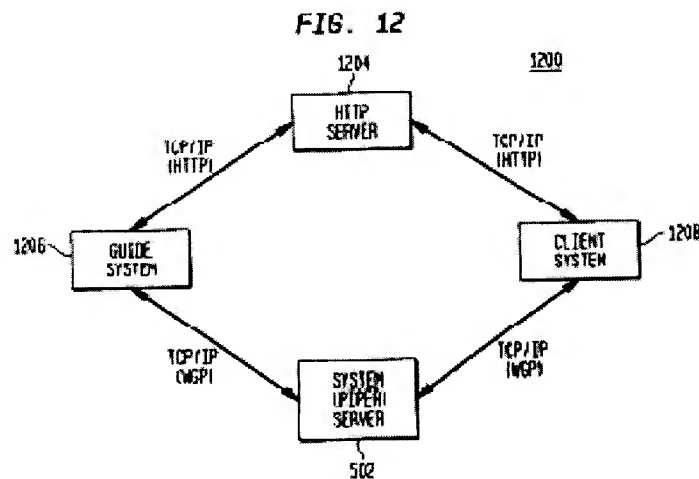 FIG. 12
1204
1200
HTTP
SERVER
TCP/IP
(HTTP)
TCP/IP
(HTTP)
1206
GUIDE
SYSTEM
CLIENT
SYSTEM
1208
TCP/IP
(WGP)
TCP/IP
(WGP)
SYSTEM
(PIPER)
SERVER
502